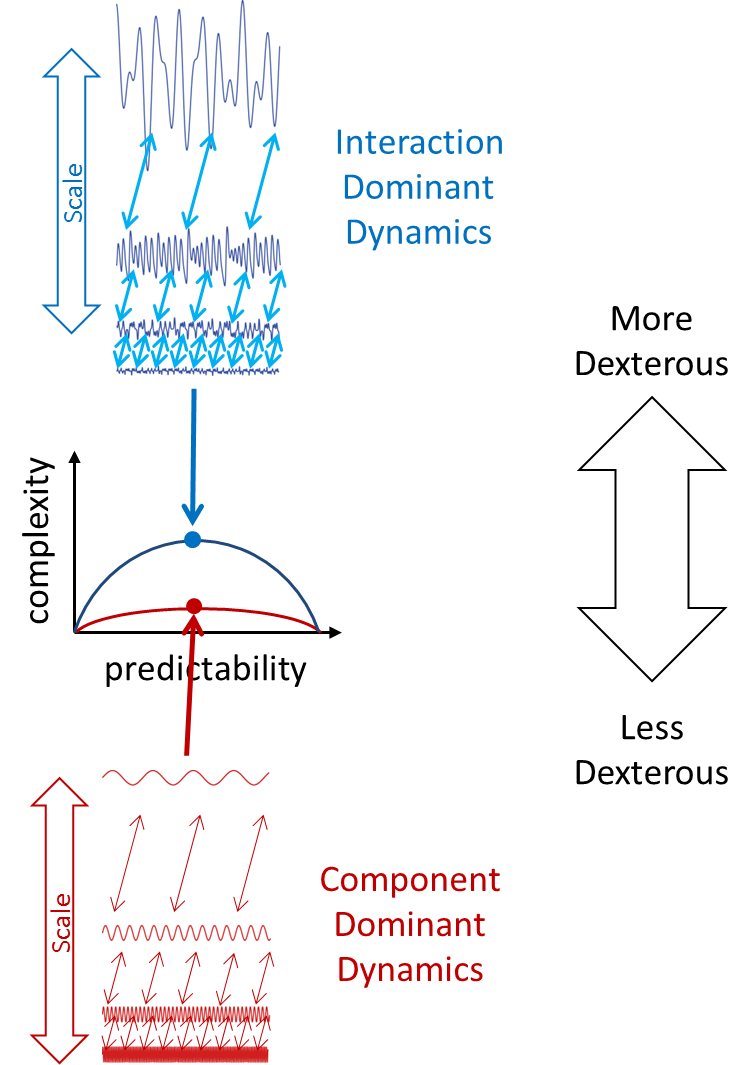 Scale
Interaction
Dominant
Dynamics
More
Dexterous
complexity
predictability
Less
Dexterous
Scale
Component
Dominant
Dynamics